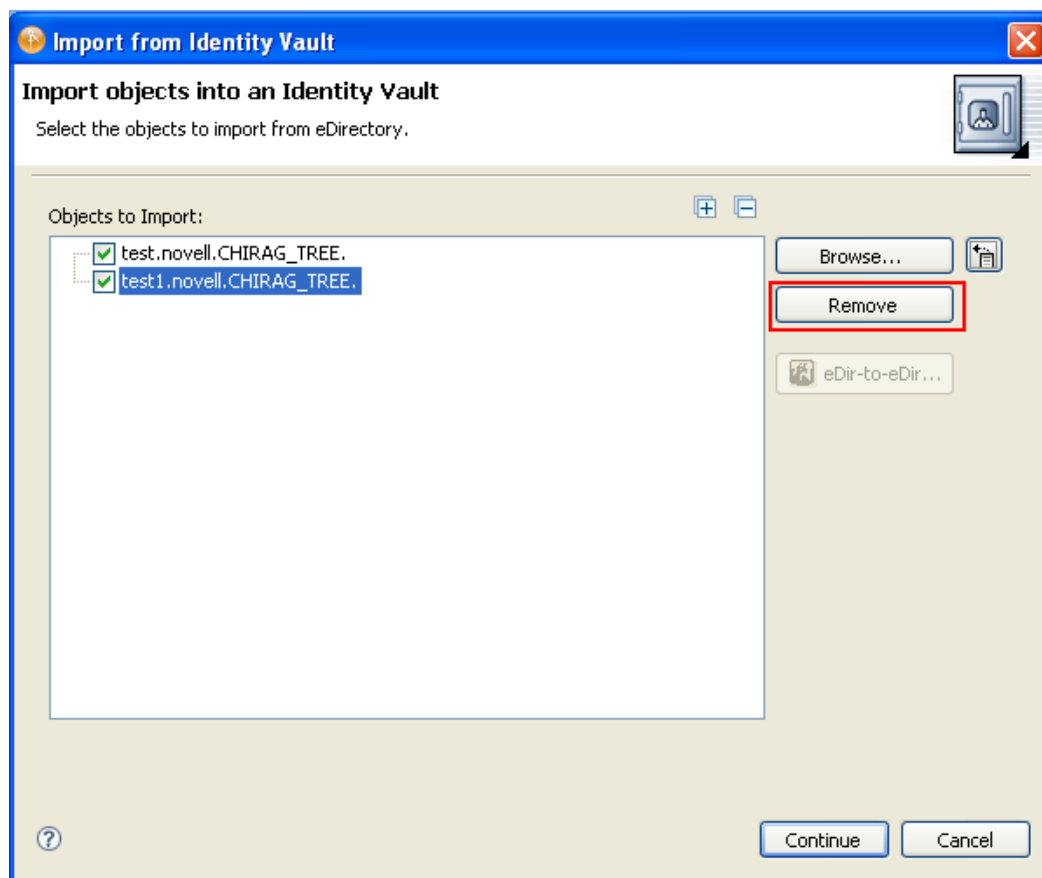 Import from Identity Vault
Import objects into an Identity Vault
Select the objects to import from eDirectory.
Objects to Import:
test.novell.CHIRAG_TREE.
test1.novell.CHIRAG_TREE.
Browse...
Remove
eDir-to-eDir...
?
Continue
Cancel